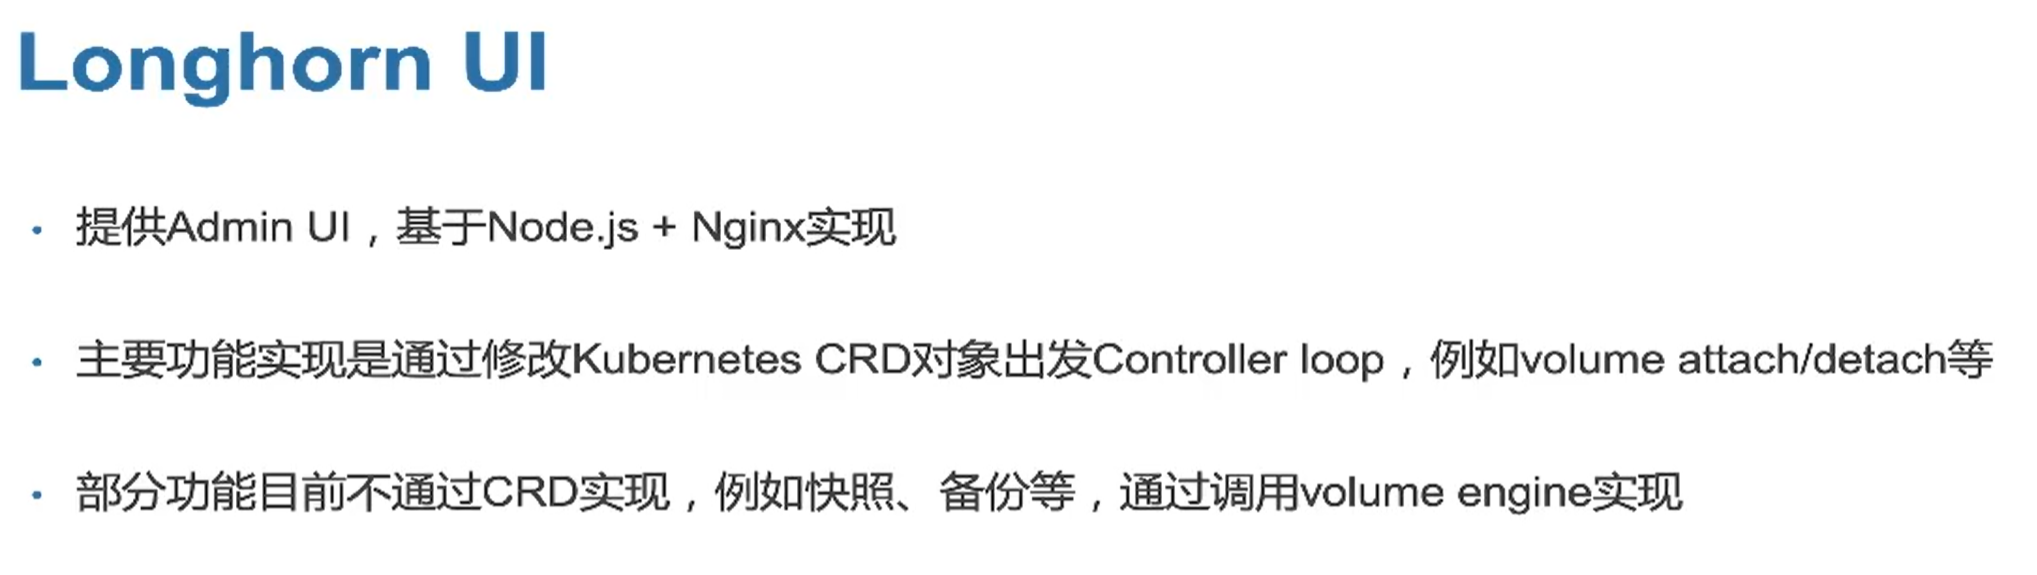 Longhorn UI
• 提供Admin UI，基于Node.js + Nginx实现
• 主要功能实现是通过修改Kubernetes CRD对象出发Controller loop，例如volume attach/detach等
• 部分功能目前不通过CRD实现，例如快照、备份等，通过调用volume engine实现